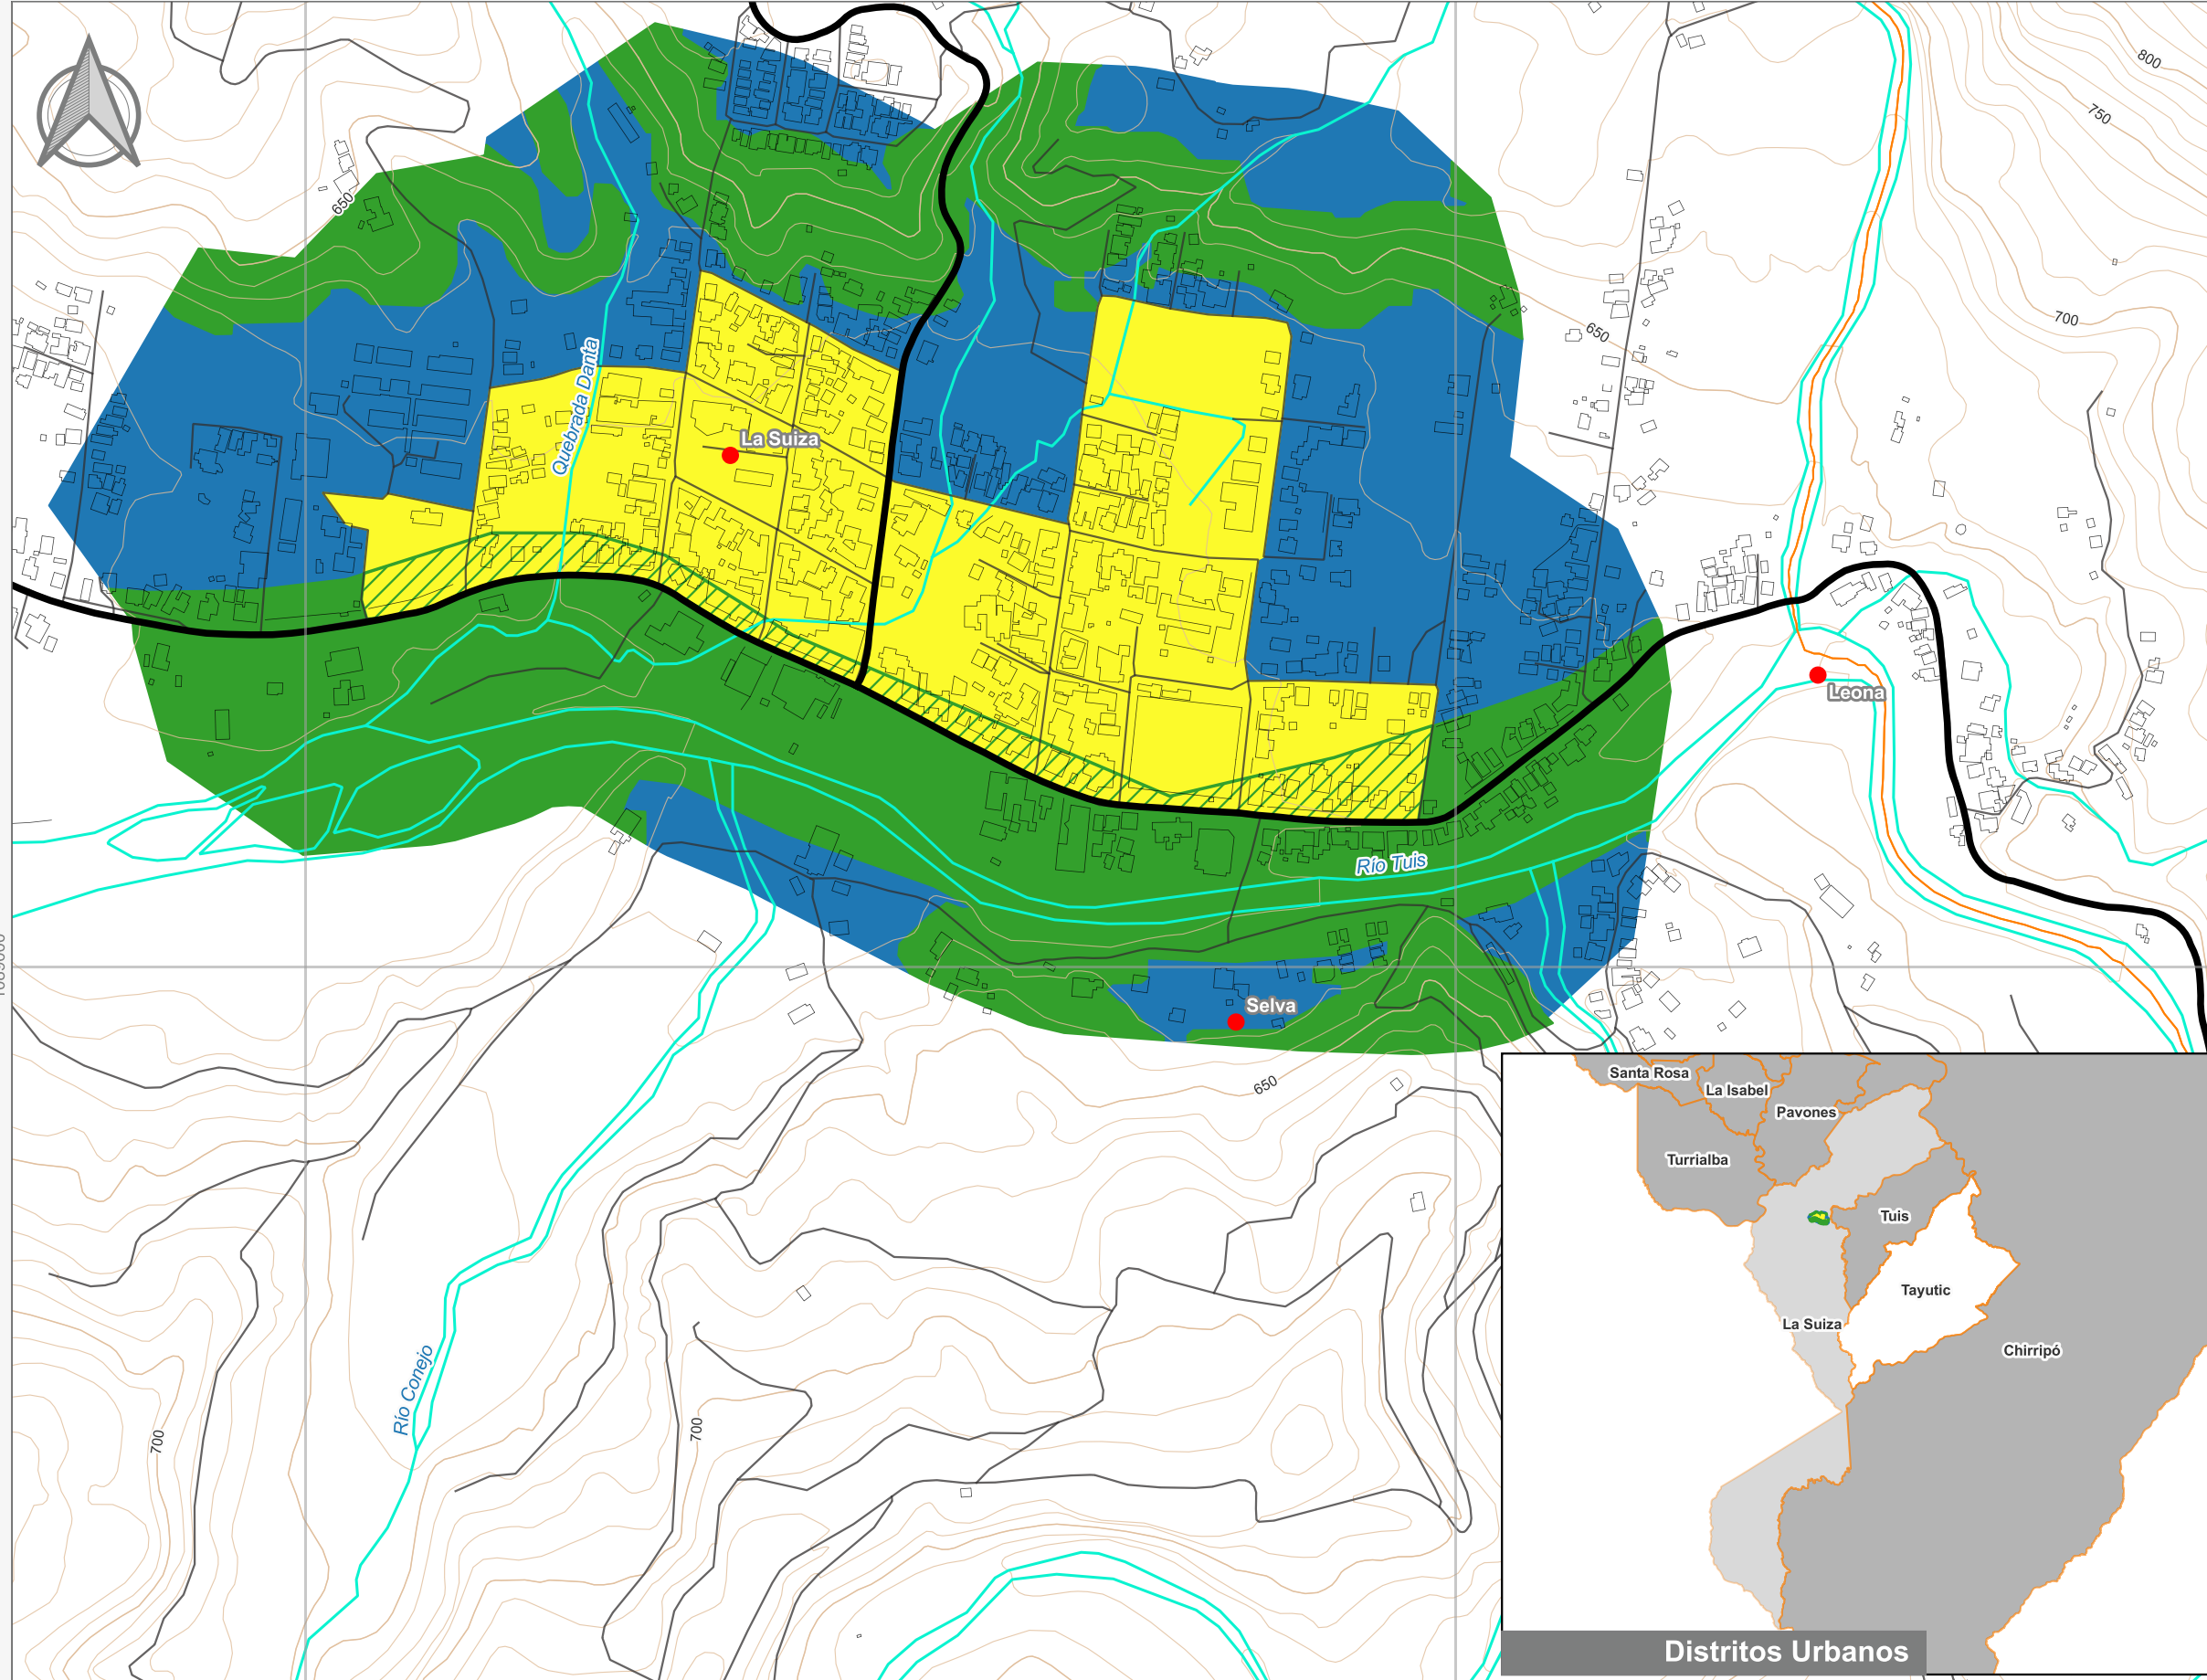 800
750
650
700
650
Quebrada Danta
La Suiza
Leona
Río Tuis
Selva
650
Río Conejo
700
700
Santa Rosa
La Isabel
Pavones
Turrialba
Tuis
Tayutic
La Suiza
Chirripó
Distritos Urbanos